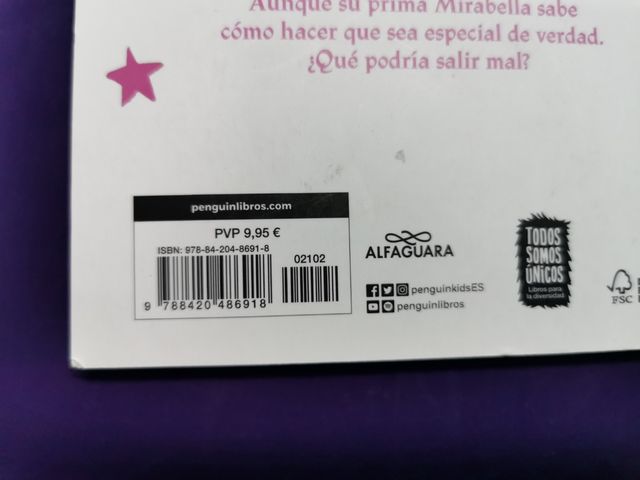 Aunque su prima Mirabella sabe
cómo hacer que sea especial de verdad.
¿Qué podría salir mal?
penguinlibros.com
PVP 9,95 €
ISBN: 978-84-204-8691-8
02102
9 788420 486918
ALFAGUARA
penguinkidsES
penguinlibros
TODOS
SOMOS
ÚNICOS
Libros para
la diversidad
FSC